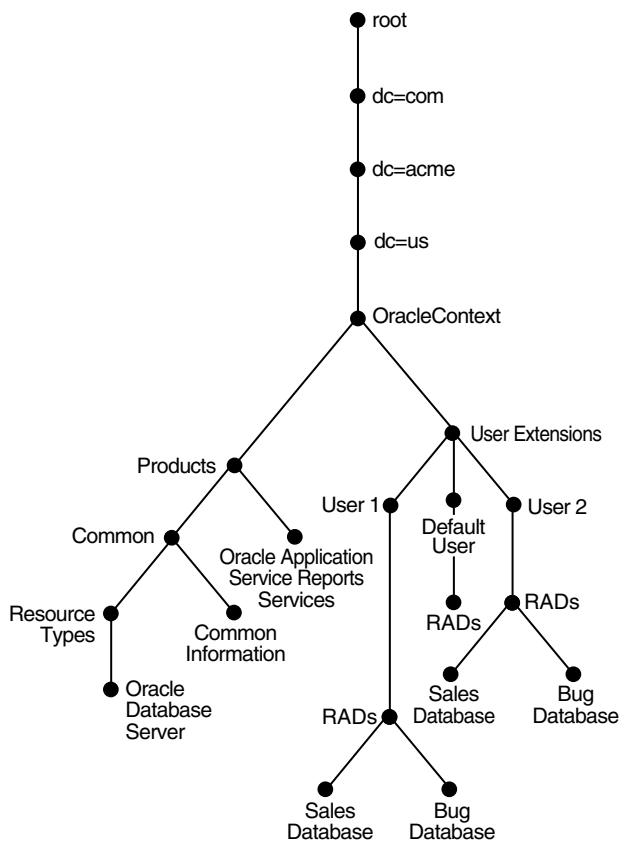 root
dc=com
dc=acme
dc=us
OracleContext
User Extensions
Products
User 1
Default
User
User 2
Common
Oracle Application
Service Reports
Services
Resource
Types
Common
Information
RADs
RADs
Oracle
Database
Server
Sales
Database
Bug
Database
RADs
Sales
Database
Bug
Database